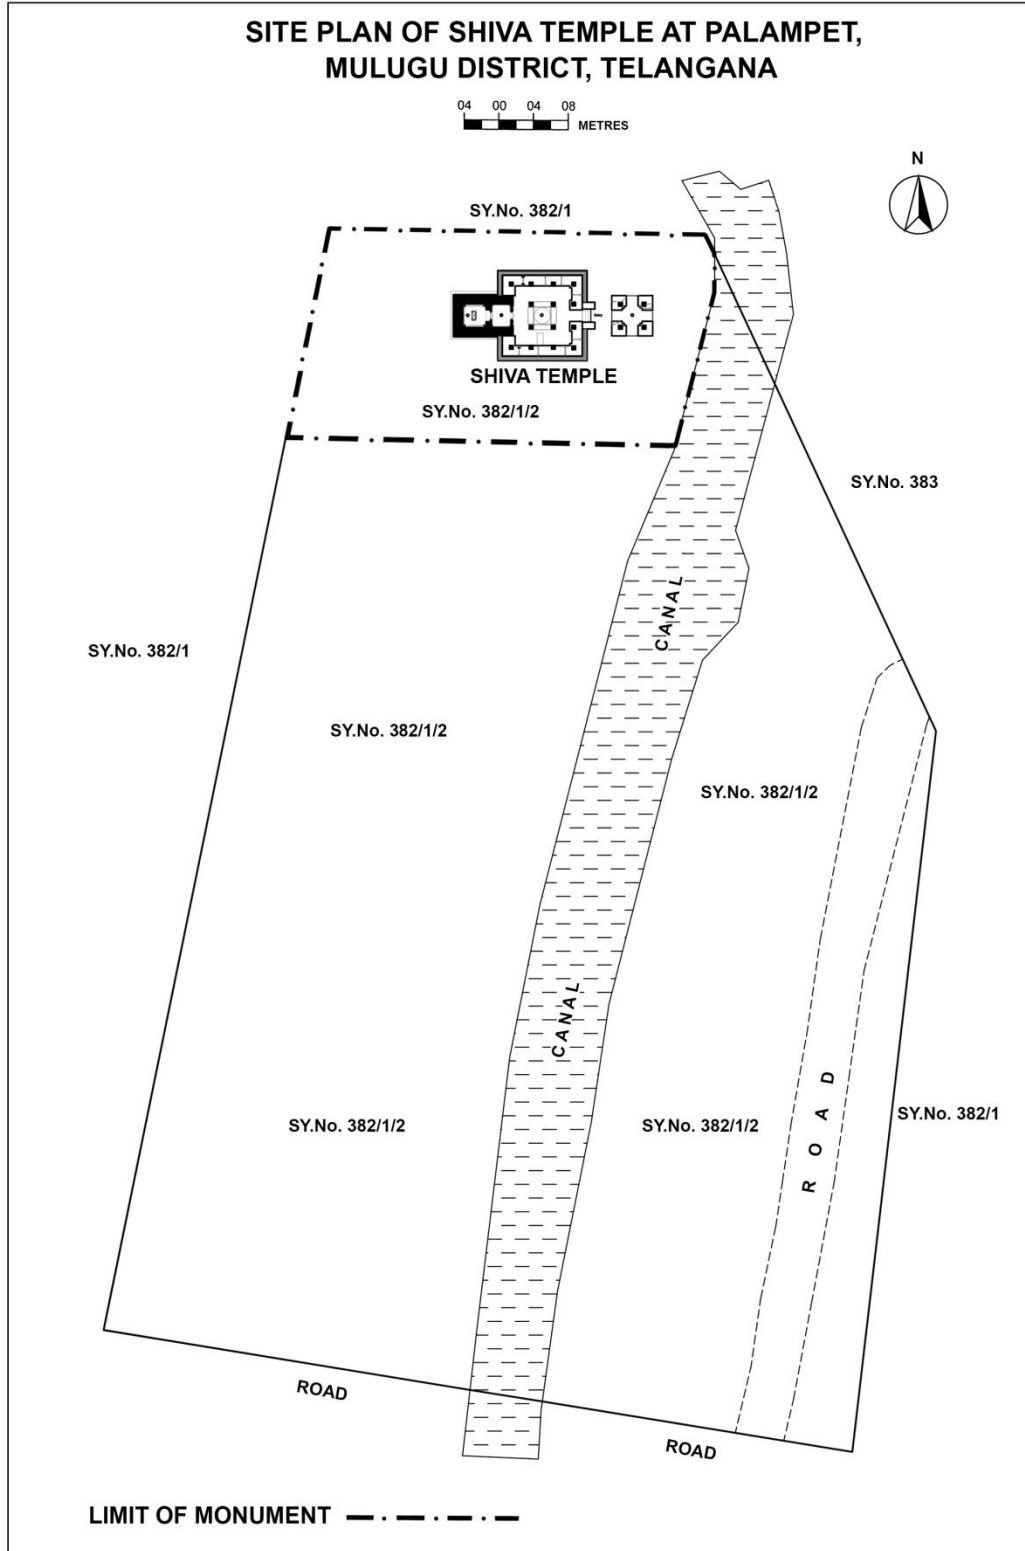 SITE PLAN OF SHIVA TEMPLE AT PALAMPET,
MULUGU DISTRICT, TELANGANA
04 00 04 08
METRES
N
SY.No. 382/1
SHIVA TEMPLE
SY.No. 382/1/2
SY.No. 383
CANAL
SY.No. 382/1
SY.No. 382/1/2
SY.No. 382/1/2
CANAL
ROAD
SY.No. 382/1
SY.No. 382/1/2
SY.No. 382/1/2
ROAD
ROAD
LIMIT OF MONUMENT